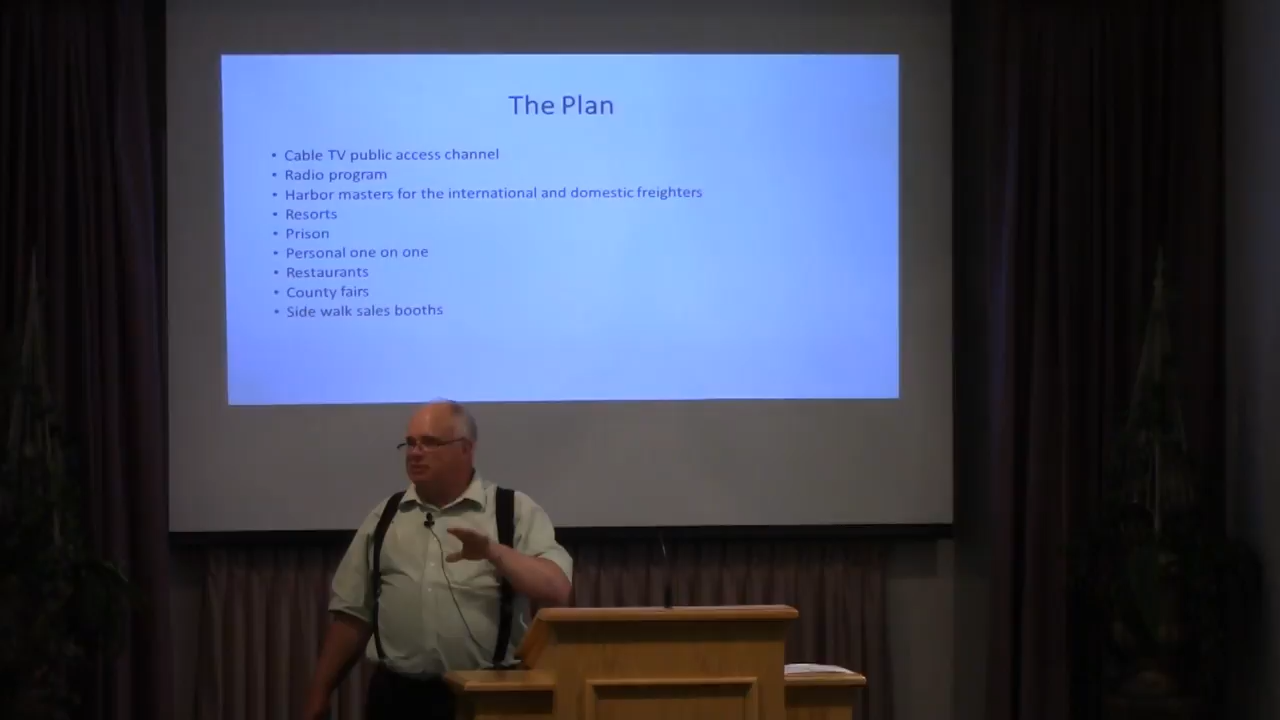 The Plan
• Cable TV public access channel
• Radio program
• Harbor masters for the international and domestic freighters
• Resorts
• Prison
• Personal one on one
• Restaurants
• County fairs
• Side walk sales booths